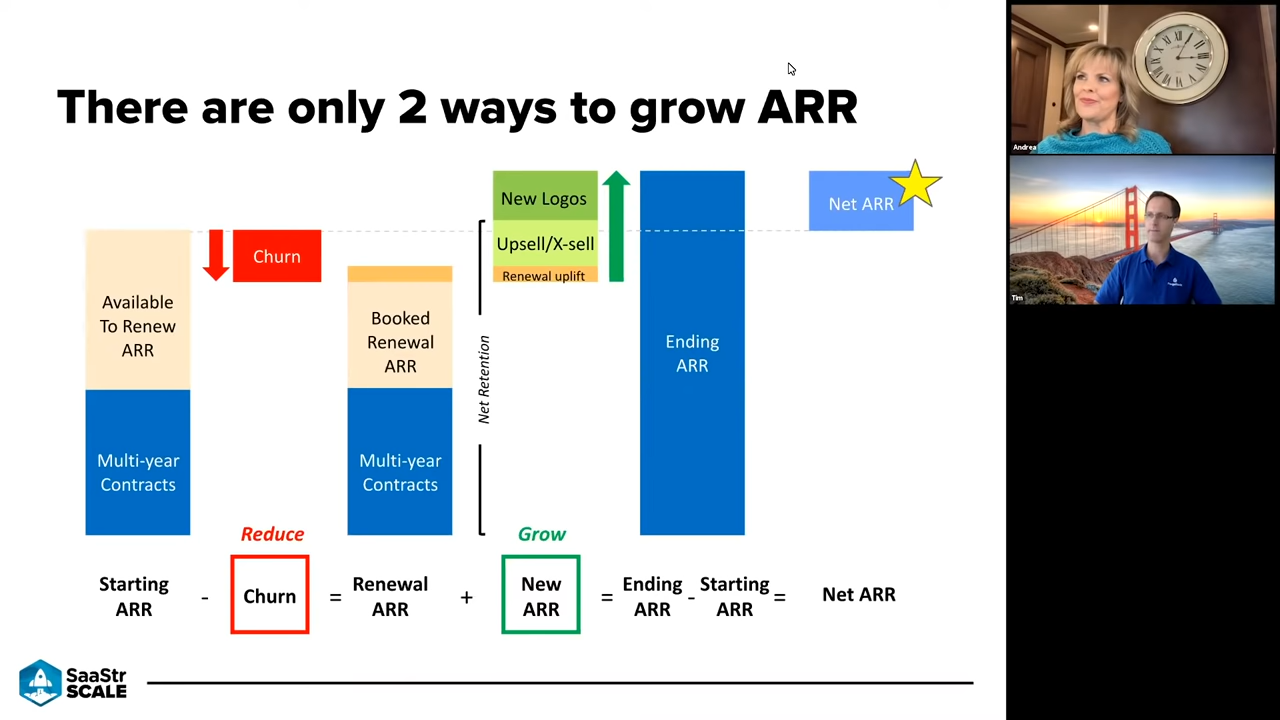 There are only 2 ways to grow ARR
New Logos
Upsell/X-sell
Renewal uplift
Net ARR
Churn
Available
To Renew
ARR
Booked
Renewal
ARR
Net Retention
Ending
ARR
Multi-year
Contracts
Multi-year
Contracts
Reduce
Grow
Starting
ARR
-
Churn
=
Renewal
ARR
+
New
ARR
=
Ending
ARR
-
Starting
ARR
=
Net ARR
SaaStr
SCALE
Andrea
Tim